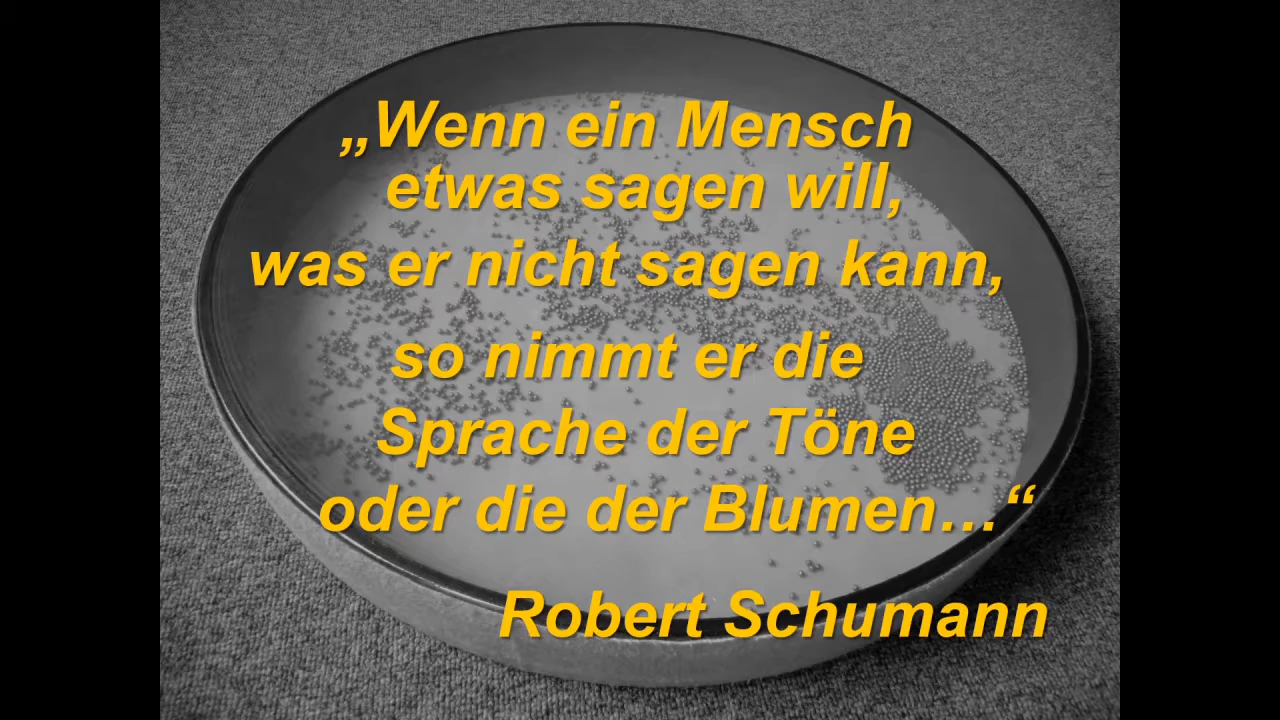 „Wenn ein Mensch
etwas sagen will,
was er nicht sagen kann,
so nimmt er die
Sprache der Töne
oder die der Blumen…“
Robert Schumann